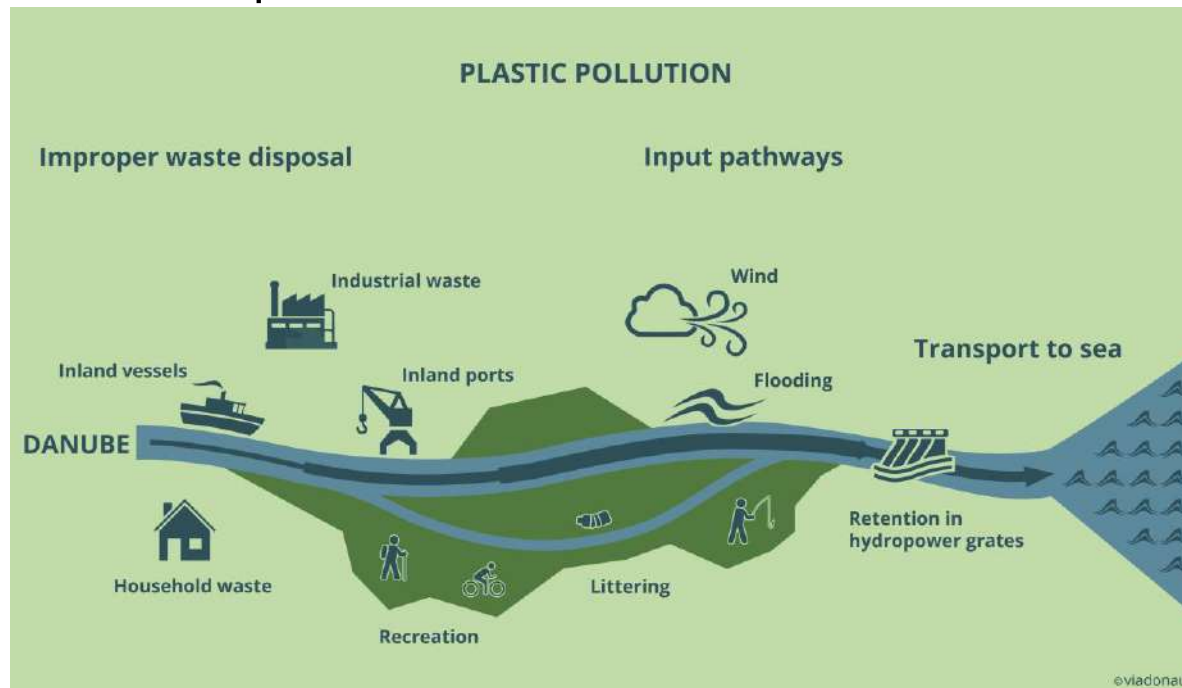 PLASTIC POLLUTION
Improper waste disposal
Input pathways
Industrial waste
Wind
Inland vessels
Inland ports
Flooding
Transport to sea
DANUBE
Household waste
Recreation
Littering
Retention in
hydropower grates
©viadonau